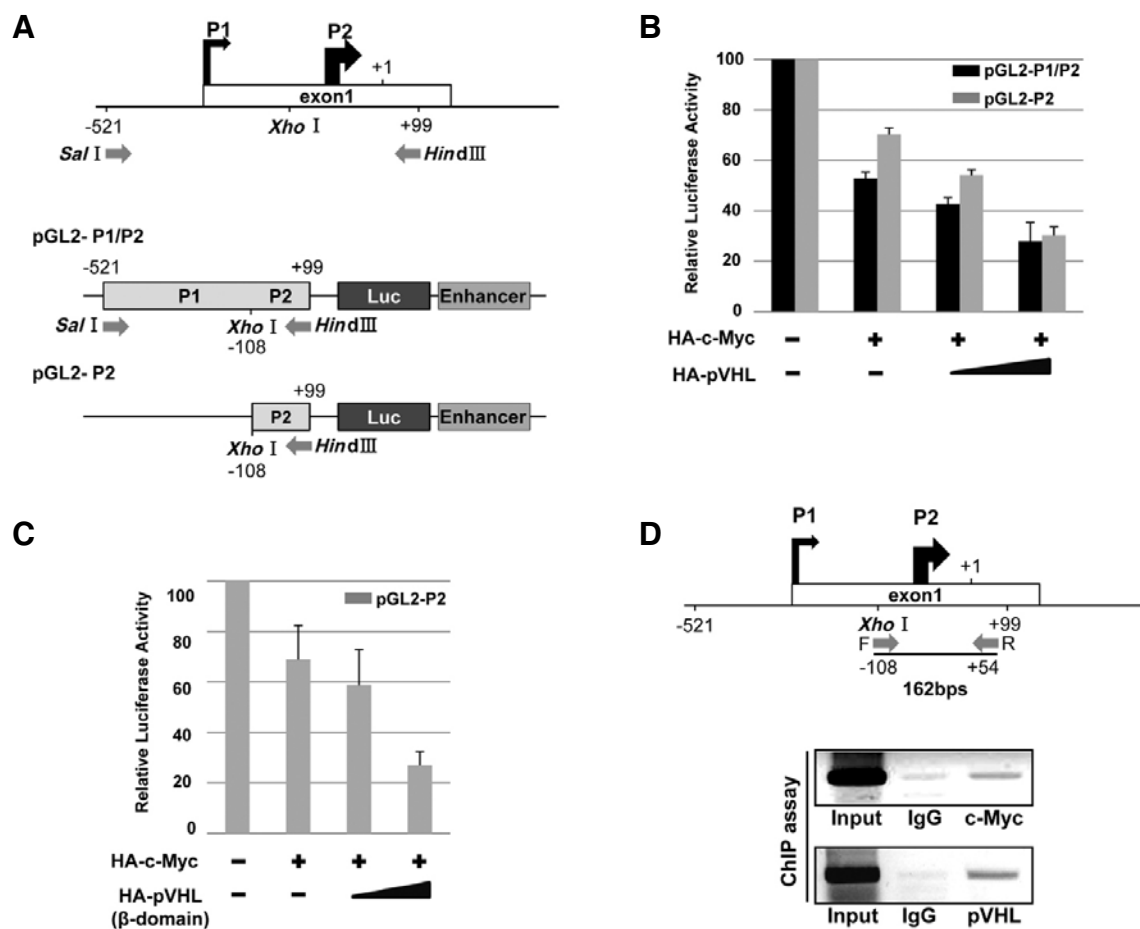 A
P1
P2
+1
exon1
-521
Xho I
+99
Sal I
HindIII
pGL2- P1/P2
-521
+99
P1
P2
Luc
Enhancer
Sal I
Xho I
HindIII
-108
pGL2- P2
+99
P2
Luc
Enhancer
Xho I
HindIII
-108
B
Relative Luciferase Activity
100
80
60
40
20
0
pGL2-P1/P2
pGL2-P2
HA-c-Myc
- + + +
HA-pVHL
- -
C
Relative Luciferase Activity
100
80
60
40
20
0
pGL2-P2
HA-c-Myc
- + + +
HA-pVHL
- -
(β-domain)
D
P1
P2
+1
exon1
-521
Xho I
+99
F
R
-108
+54
162bps
ChIP assay
Input IgG c-Myc
Input IgG pVHL